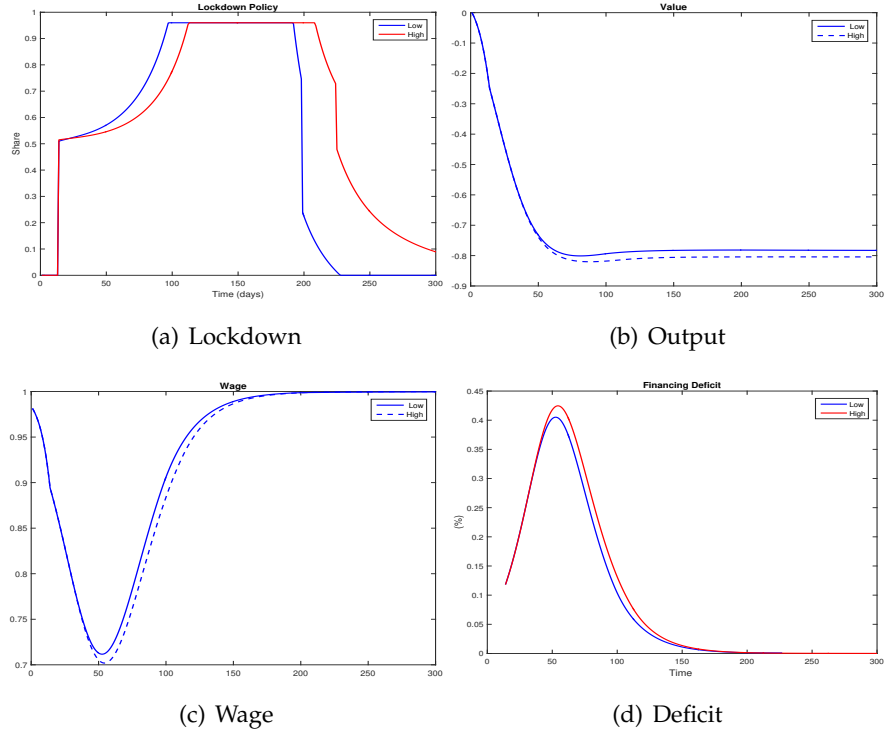 Lockdown Policy
1
0.9
0.8
0.7
0.6
0.5
0.4
0.3
0.2
0.1
0
Share
0 50 100 150 200 250 300
Time (days)
Low
High
(a) Lockdown
Value
-0
-0.1
-0.2
-0.3
-0.4
-0.5
-0.6
-0.7
-0.8
-0.9
0 50 100 150 200 250 300
Low
High
(b) Output
Wage
1
0.95
0.9
0.85
0.8
0.75
0.7
0 50 100 150 200 250 300
Low
High
(c) Wage
Financing Deficit
0.45
0.4
0.35
0.3
0.25
0.2
0.15
0.1
0.05
0
(%)
0 50 100 150 200 250 300
Time
Low
High
(d) Deficit